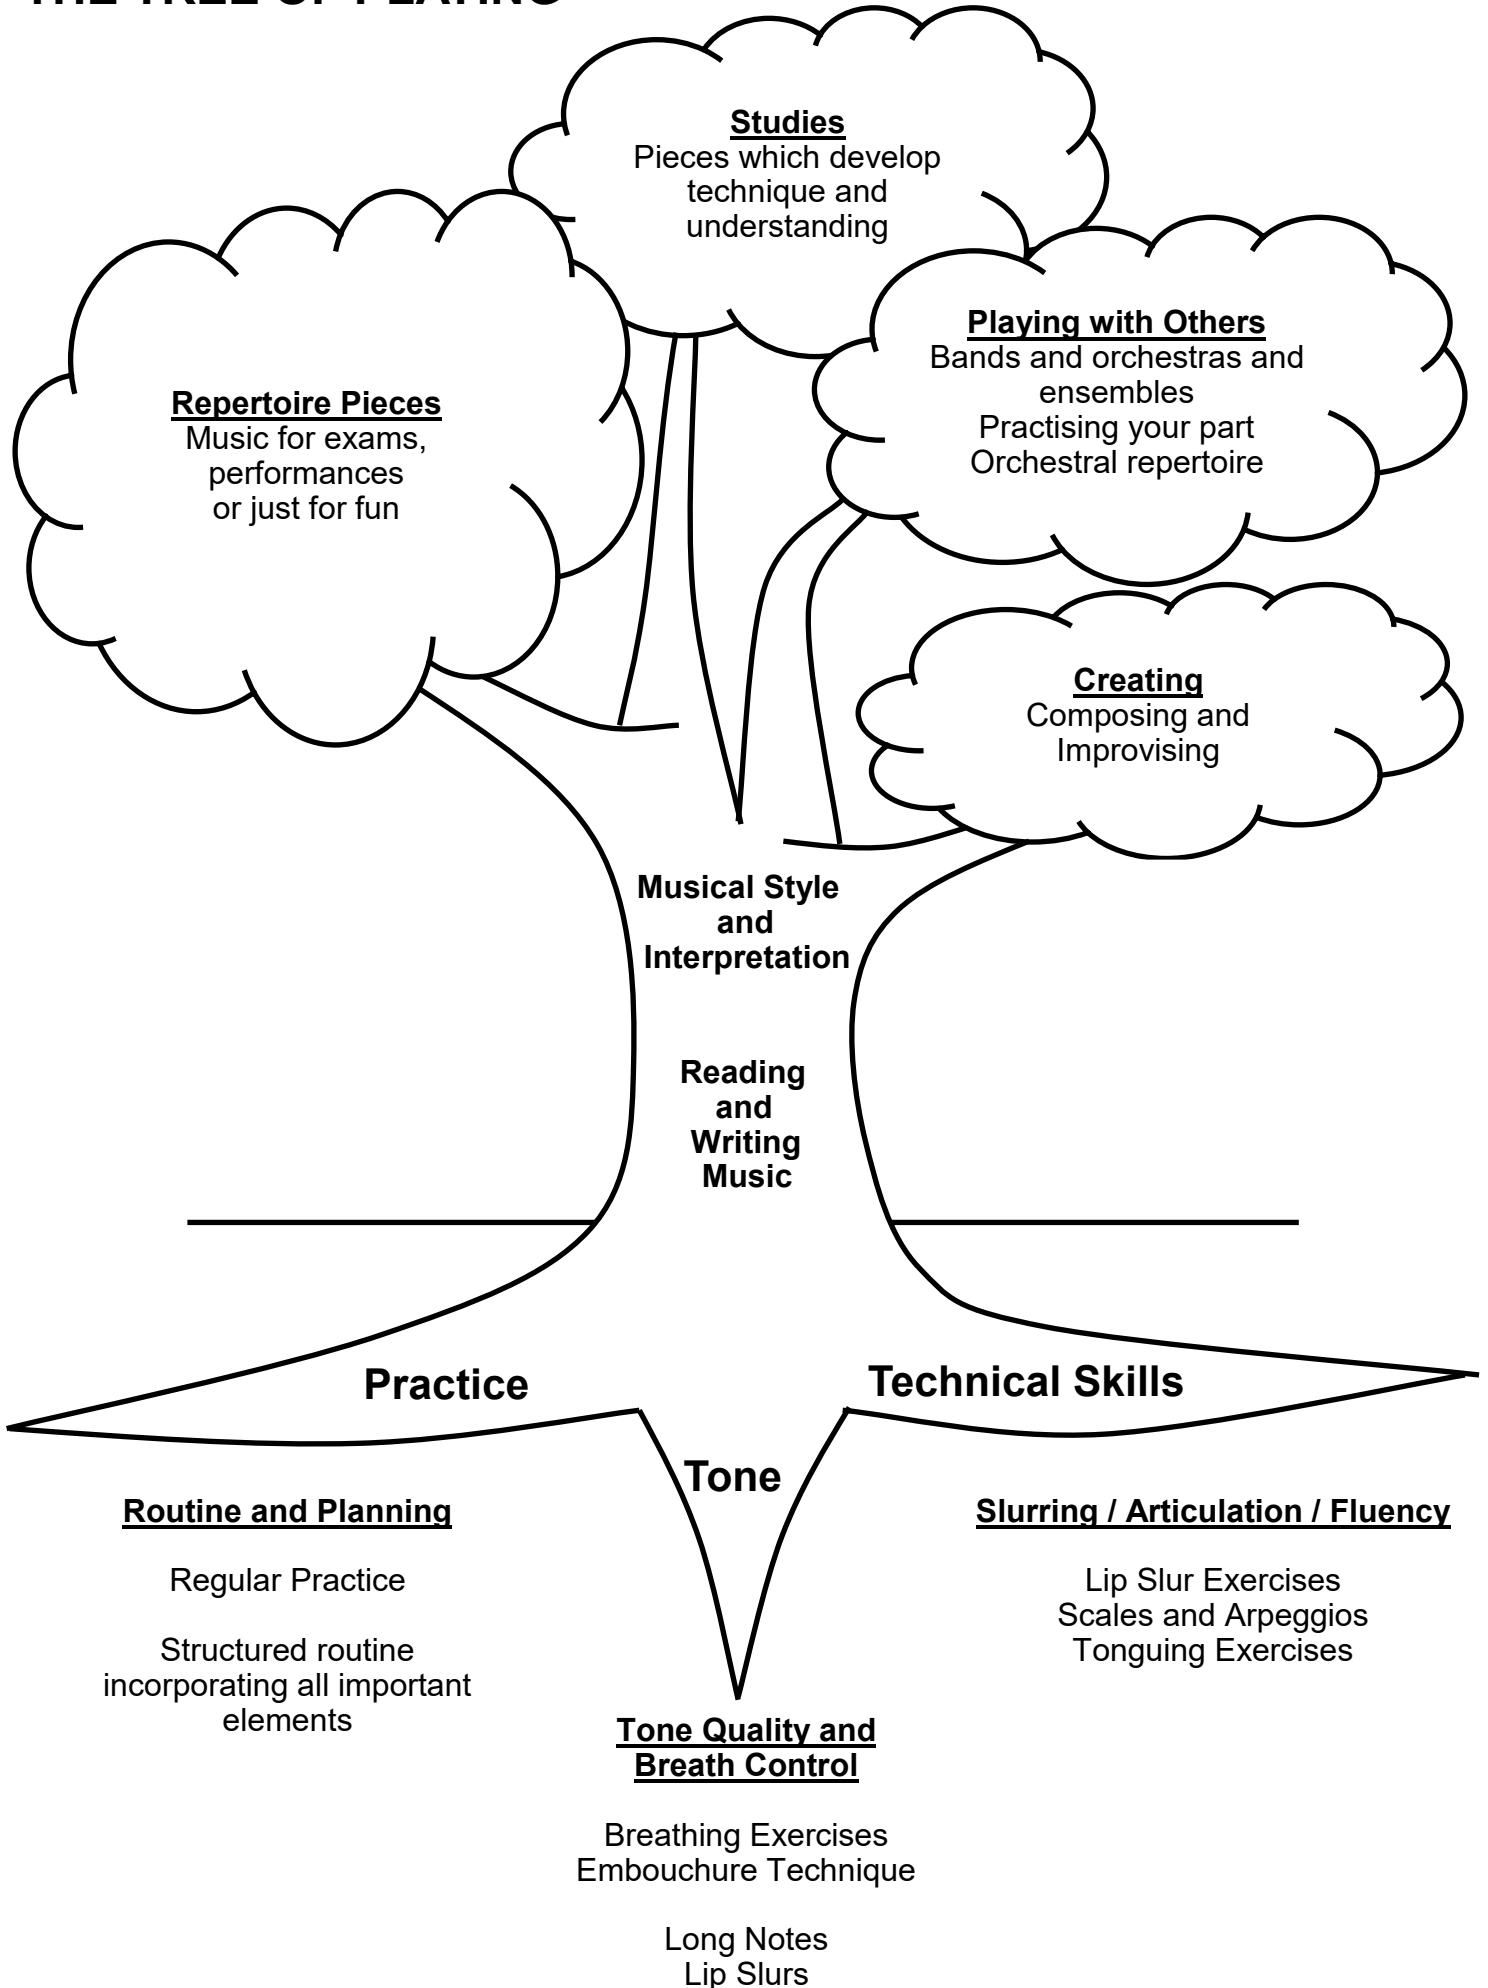 THE TREE OF PLAYING
Studies
Pieces which develop
technique and
understanding
Playing with Others
Bands and orchestras and
ensembles
Practising your part
Orchestral repertoire
Repertoire Pieces
Music for exams,
performances
or just for fun
Creating
Composing and
Improvising
Musical Style
and
Interpretation
Reading
and
Writing
Music
Practice
Technical Skills
Tone
Routine and Planning
Regular Practice
Structured routine
incorporating all important
elements
Slurring / Articulation / Fluency
Lip Slur Exercises
Scales and Arpeggios
Tonguing Exercises
Tone Quality and
Breath Control
Breathing Exercises
Embouchure Technique
Long Notes
Lip Slurs